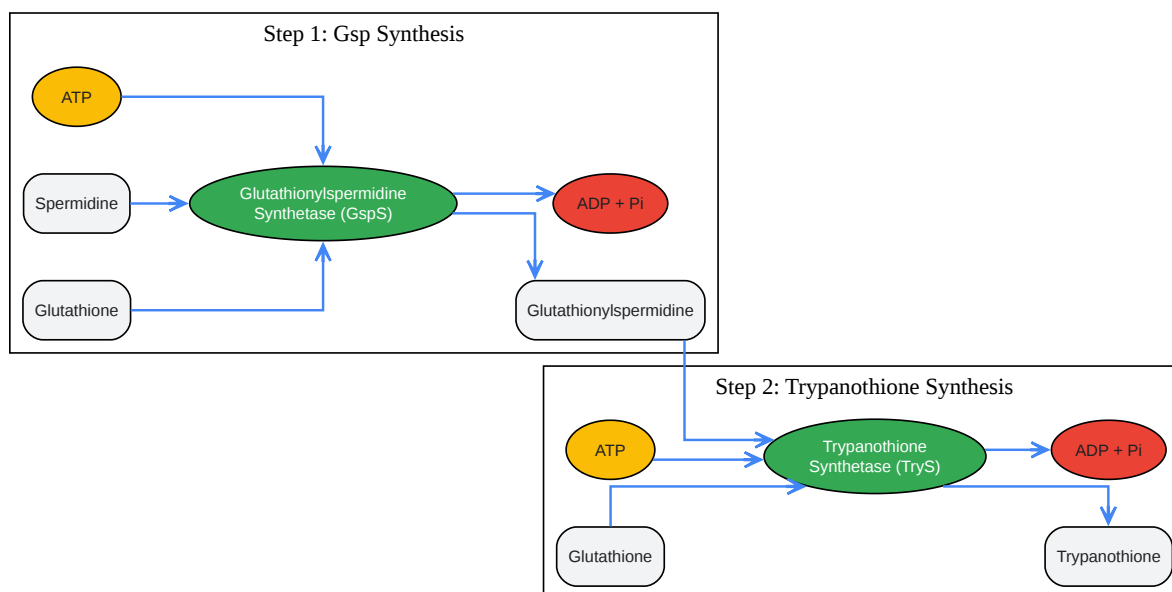 Step 1: Gsp Synthesis
ATP
Spermidine
Glutathionylspermidine
Synthetase (GspS)
ADP + Pi
Glutathione
Glutathionylspermidine
Step 2: Trypanothione Synthesis
ATP
Trypanothione
Synthetase (TryS)
ADP + Pi
Glutathione
Trypanothione